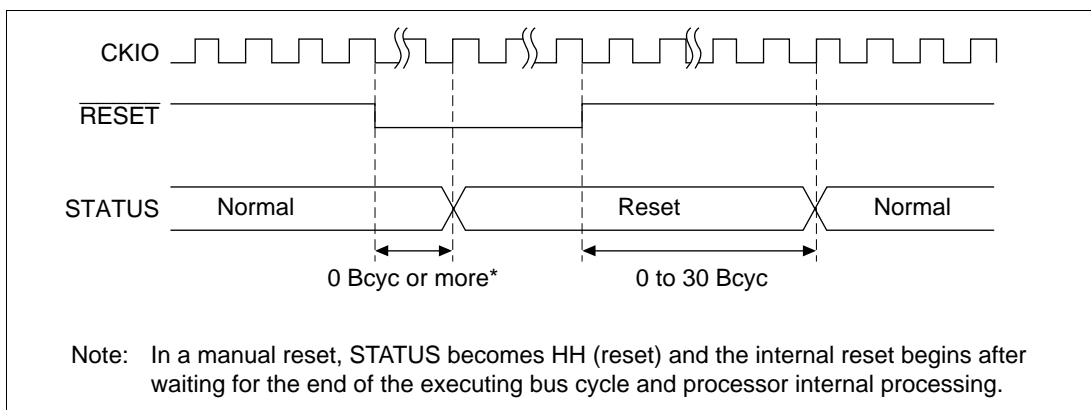 CKIO
RESET
STATUS
Normal
Reset
Normal
0 Bcyc or more*
0 to 30 Bcyc
Note: In a manual reset, STATUS becomes HH (reset) and the internal reset begins after
waiting for the end of the executing bus cycle and processor internal processing.